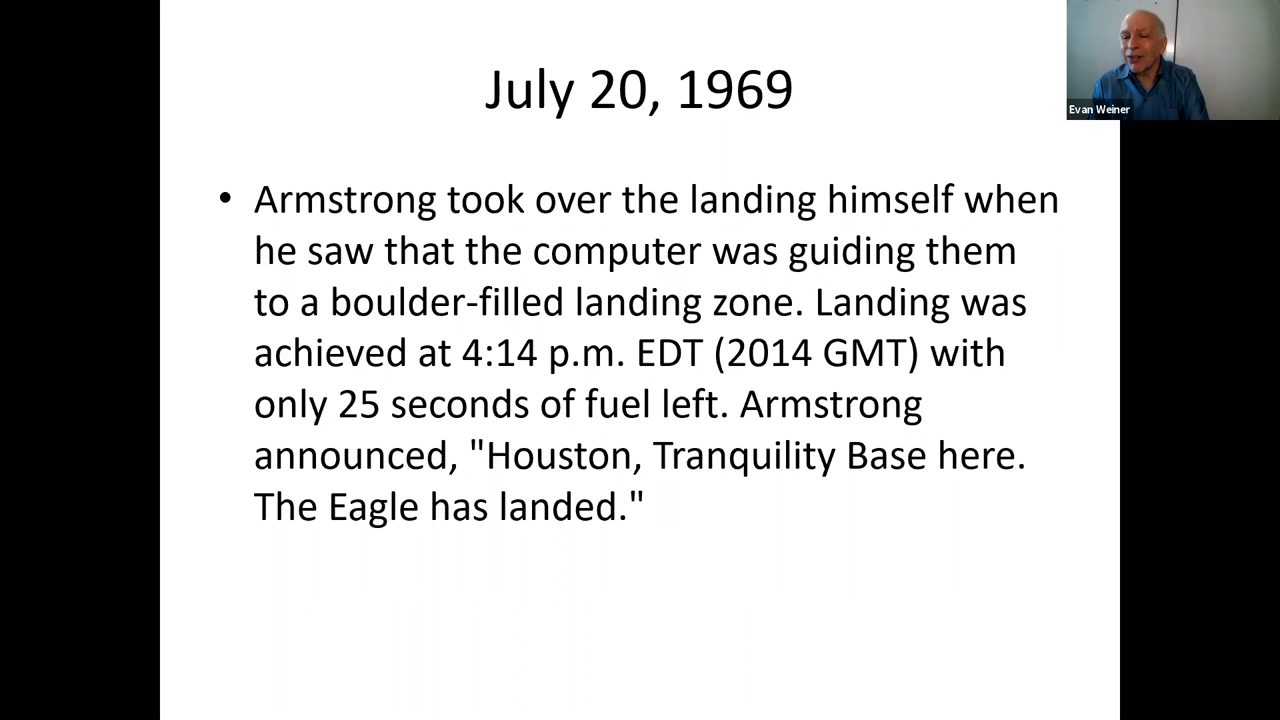 July 20, 1969
Evan Weiner
• Armstrong took over the landing himself when
he saw that the computer was guiding them
to a boulder-filled landing zone. Landing was
achieved at 4:14 p.m. EDT (2014 GMT) with
only 25 seconds of fuel left. Armstrong
announced, "Houston, Tranquility Base here.
The Eagle has landed."